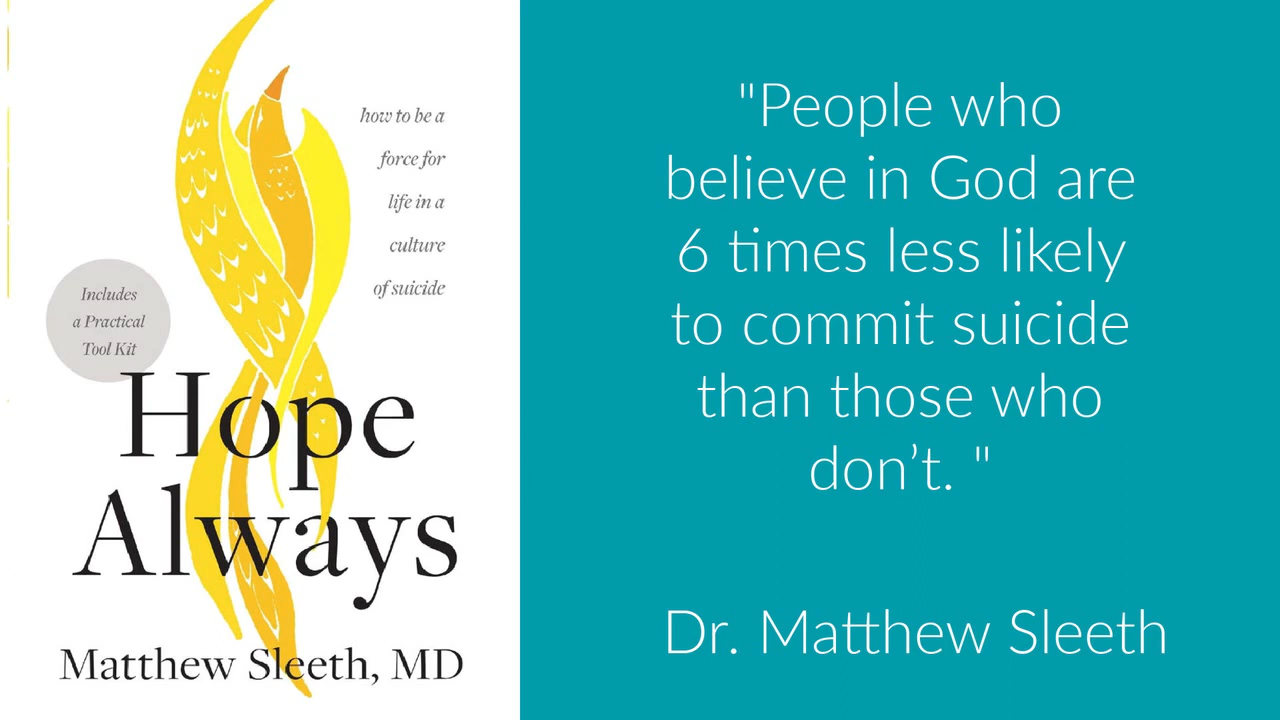 how to be a
force for
life in a
culture
of suicide
Includes
a Practical
Tool Kit
Hope
Always
Matthew Sleeth, MD
"People who
believe in God are
6 times less likely
to commit suicide
than those who
don’t. "
Dr. Matthew Sleeth